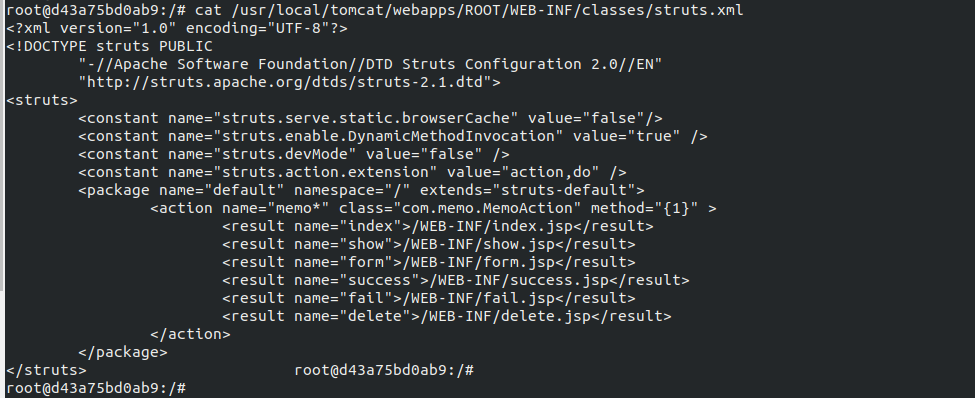 root@d43a75bd0ab9:/# cat /usr/local/tomcat/webapps/ROOT/WEB-INF/classes/struts.xml
<?xml version="1.0" encoding="UTF-8"?>
<!DOCTYPE struts PUBLIC
        "-//Apache Software Foundation//DTD Struts Configuration 2.0//EN"
        "http://struts.apache.org/dtds/struts-2.1.dtd">
<struts>
        <constant name="struts.serve.static.browserCache" value="false"/>
        <constant name="struts.enable.DynamicMethodInvocation" value="true" />
        <constant name="struts.devMode" value="false" />
        <constant name="struts.action.extension" value="action,do" />
        <package name="default" namespace="/" extends="struts-default">
                <action name="memo*" class="com.memo.MemoAction" method="{1}" >
                        <result name="index">/WEB-INF/index.jsp</result>
                        <result name="show">/WEB-INF/show.jsp</result>
                        <result name="form">/WEB-INF/form.jsp</result>
                        <result name="success">/WEB-INF/success.jsp</result>
                        <result name="fail">/WEB-INF/fail.jsp</result>
                        <result name="delete">/WEB-INF/delete.jsp</result>
                </action>
        </package>
</struts>                       root@d43a75bd0ab9:/#
root@d43a75bd0ab9:/#